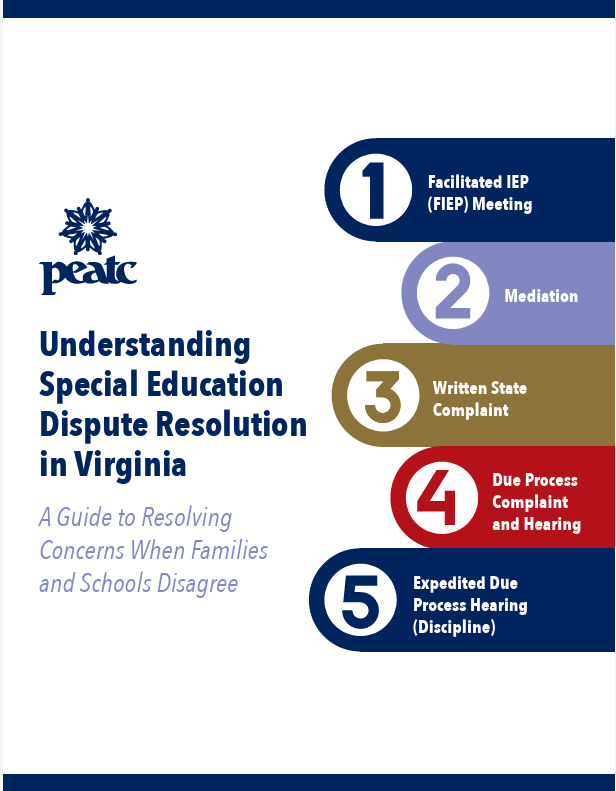 peatc
Understanding
Special Education
Dispute Resolution
in Virginia
A Guide to Resolving
Concerns When Families
and Schools Disagree
1
Facilitated IEP
(FIEP) Meeting
2
Mediation
3
Written State
Complaint
4
Due Process
Complaint
and Hearing
5
Expedited Due
Process Hearing
(Discipline)